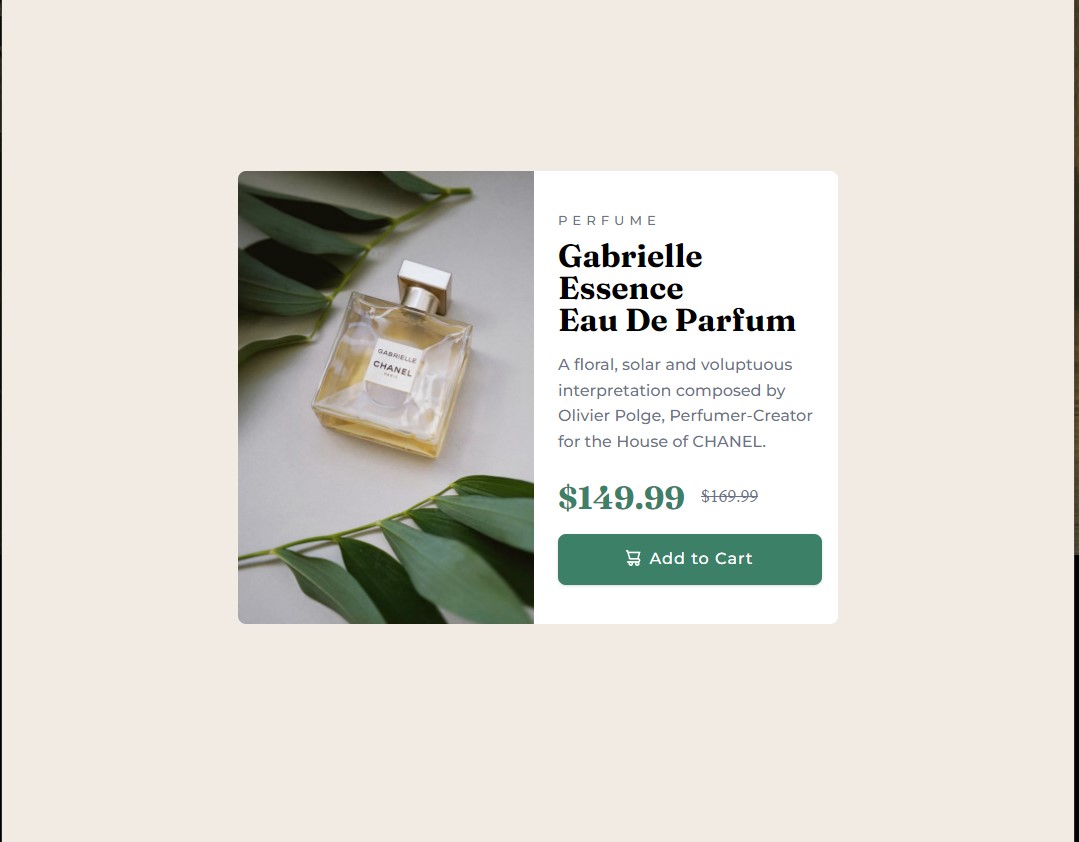 PERFUME
Gabrielle
Essence
Eau De Parfum
A floral, solar and voluptuous
interpretation composed by
Olivier Polge, Perfumer-Creator
for the House of CHANEL.
$149.99 $169.99
Add to Cart
GABRIELLE
CHANEL
PARIS